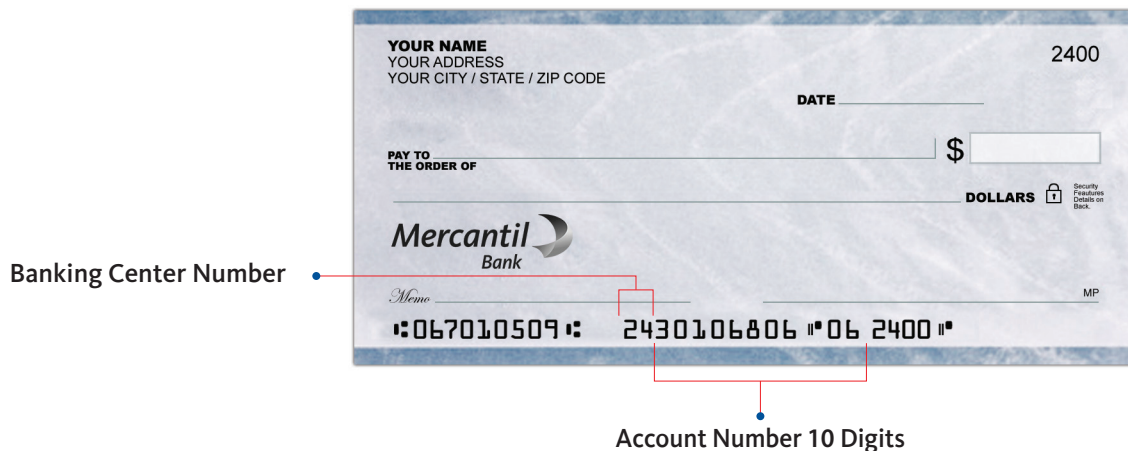 YOUR NAME
2400
YOUR ADDRESS
YOUR CITY / STATE / ZIP CODE
DATE
PAY TO
THE ORDER OF
$
DOLLARS
Security
Feautures
Details on
Back.
Mercantil
Bank
Banking Center Number
Memo
MP
⑆067010509⑆ 2430106806 ⑈06 2400⑈
Account Number 10 Digits